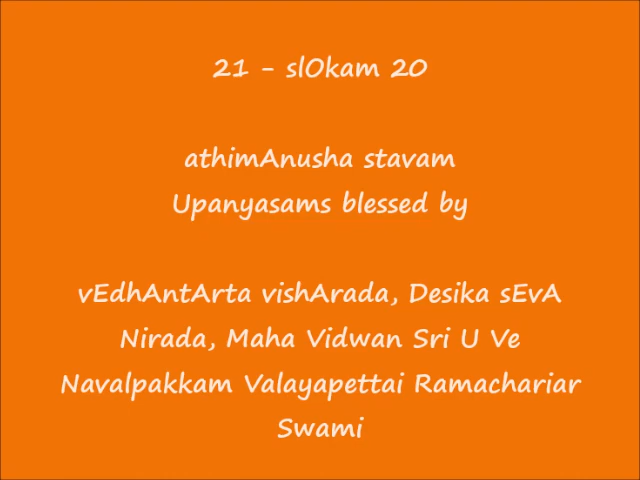 21 - slOkam 20
athimAnusha stavam
Upanyasams blessed by
vEdhAntArta vishArada, Desika sEvA
Nirada, Maha Vidwan Sri U Ve
Navalpakkam Valayapettai Ramachariar
Swami